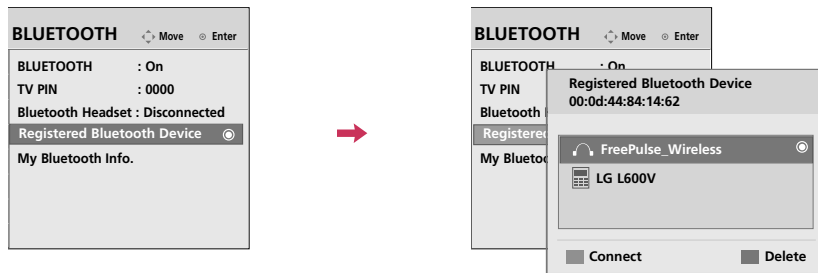 BLUETOOTH Move Enter
BLUETOOTH : On
TV PIN : 0000
Bluetooth Headset : Disconnected
Registered Bluetooth Device
My Bluetooth Info.
BLUETOOTH Move Enter
BLUETOOTH : On
TV PIN
Bluetooth
Registered
My Bluetoo
Registered Bluetooth Device
00:0d:44:84:14:62
FreePulse_Wireless
LG L600V
Connect Delete